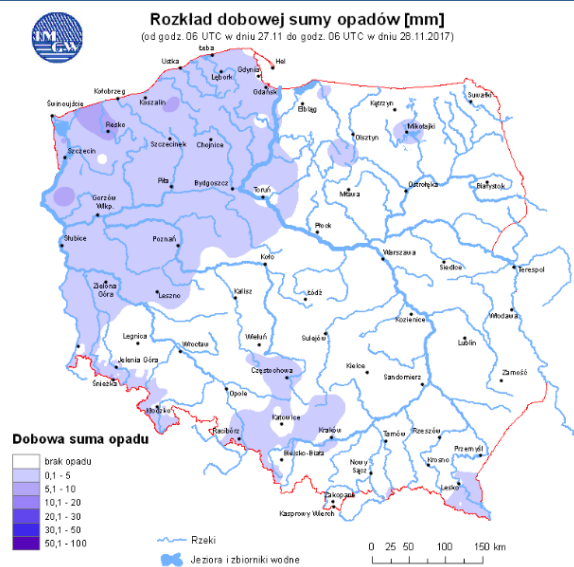 IM
GW
Rozkład dobowej sumy opadów [mm]
(od godz. 06 UTC w dniu 27.11 do godz. 06 UTC w dniu 28.11.2017)
Łeba
Ustka
Hel
Gdynia
Lębork
Gdańsk
Kołobrzeg
Koszalin
Świnoujście
Elbląg
Kętrzyn
Suwałki
Resko
Mikołajki
Olsztyn
Szczecinek
Chojnice
Szczecin
Piła
Bydgoszcz
Toruń
Mława
Ostrołęka
Białystok
Gorzów
Wlkp.
Płock
Słubice
Poznań
Koło
Warszawa
Siedlce
Terespol
Zielona
Góra
Leszno
Kalisz
Łódź
Kozienice
Włodawa
Legnica
Wrocław
Wieluń
Sulejów
Lublin
Jelenia Góra
Śnieżka
Częstochowa
Kielce
Sandomierz
Zamość
Opole
Kłodzko
Katowice
Racibórz
Kraków
Tarnów
Rzeszów
Przemyśl
Bielsko-Biała
Nowy
Sącz
Krosno
Lesko
Zakopane
Kasprowy Wierch
Dobowa suma opadu
brak opadu
0,1 - 5
5,1 - 10
10,1 - 20
20,1 - 30
30,1 - 50
50,1 - 100
Rzeki
Jeziora i zbiorniki wodne
0 25 50 100 150 km